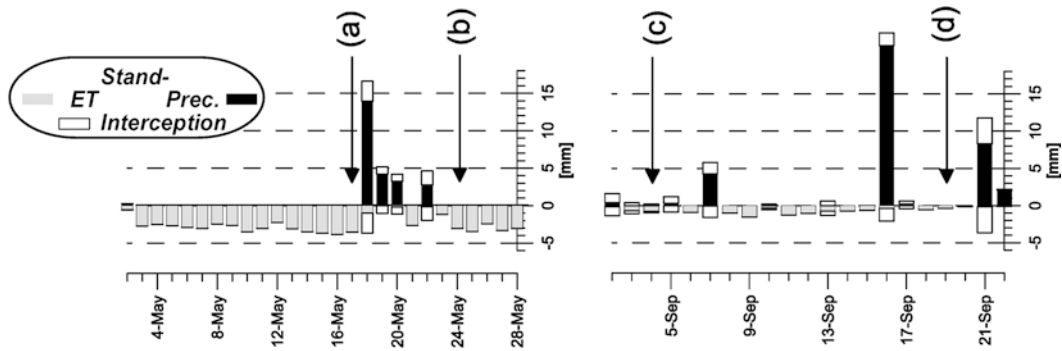 (a)
(b)
(c)
(d)
Stand-
ET Prec.
Interception
15
10
5
0
-5
[mm]
15
10
5
0
-5
[mm]
4-May
8-May
12-May
16-May
20-May
24-May
28-May
5-Sep
9-Sep
13-Sep
17-Sep
21-Sep